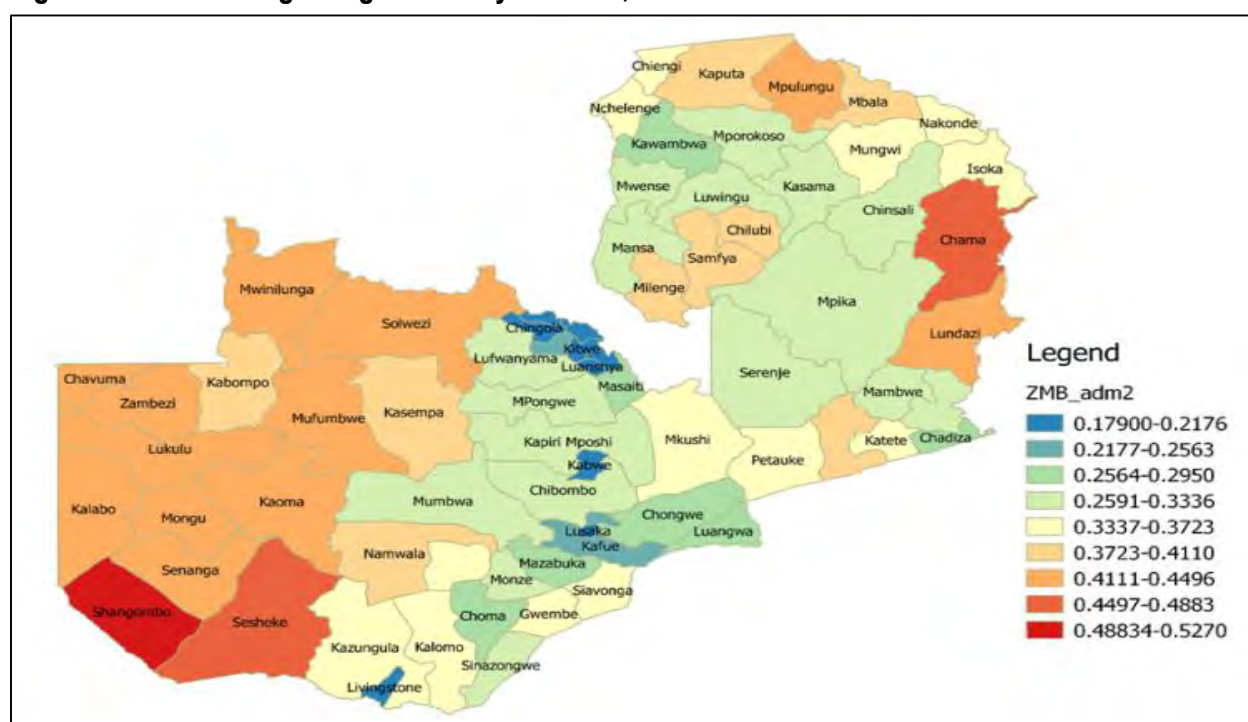 Chiengi
Kaputa
Mpulungu
Mbala
Nchelenge
Nakonde
Kawambwa
Mporokoso
Mungwi
Isoka
Mwense
Kasama
Luwingu
Chinsali
Chilubi
Chama
Mansa
Samfya
Milenge
Mpika
Mwinilunga
Solwezi
Lundazi
Chingola
Kitwe
Lufwanyama
Luanshya
Serenje
Chavuma
Kabompo
Masaiti
Mambwe
Zambezi
MPongwe
Mufumbwe
Kasempa
Katete
Chadiza
Lukulu
Kapiri Mposhi
Mkushi
Petauke
Kabwe
Chibombo
Kalabo
Kaoma
Mumbwa
Mongu
Chongwe
Lusaka
Luangwa
Kafue
Namwala
Mazabuka
Senanga
Monze
Siavonga
Shangombo
Sesheke
Choma
Gwembe
Kazungula
Kalomo
Sinazongwe
Livingstone
Legend
ZMB_adm2
0.17900-0.2176
0.2177-0.2563
0.2564-0.2950
0.2591-0.3336
0.3337-0.3723
0.3723-0.4110
0.4111-0.4496
0.4497-0.4883
0.48834-0.5270